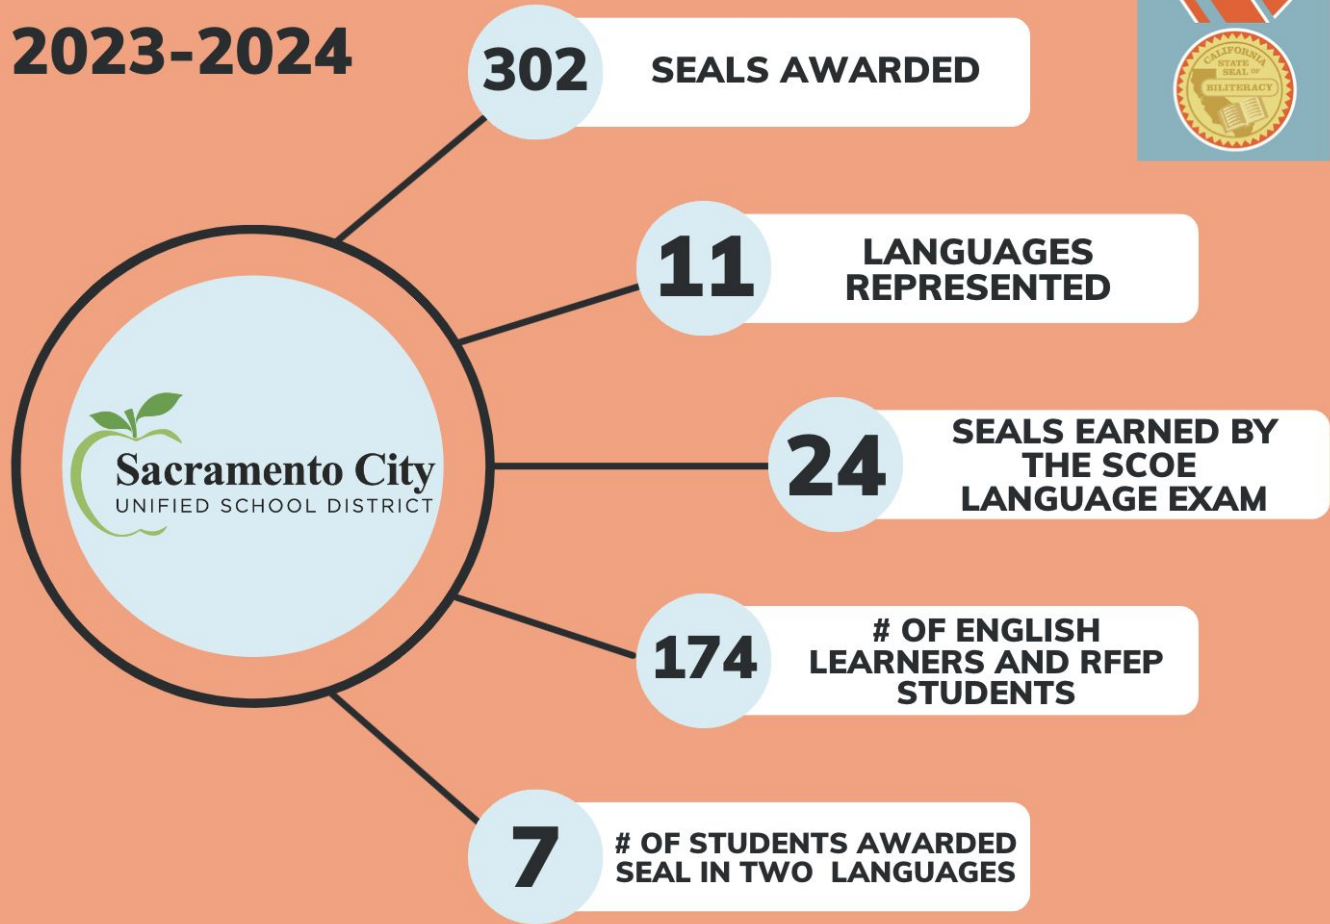 2023-2024
302
SEALS AWARDED
CALIFORNIA
STATE
SEAL OF
BILITERACY
11
LANGUAGES
REPRESENTED
Sacramento City
UNIFIED SCHOOL DISTRICT
24
SEALS EARNED BY
THE SCOE
LANGUAGE EXAM
174
# OF ENGLISH
LEARNERS AND RFEP
STUDENTS
7
# OF STUDENTS AWARDED
SEAL IN TWO LANGUAGES